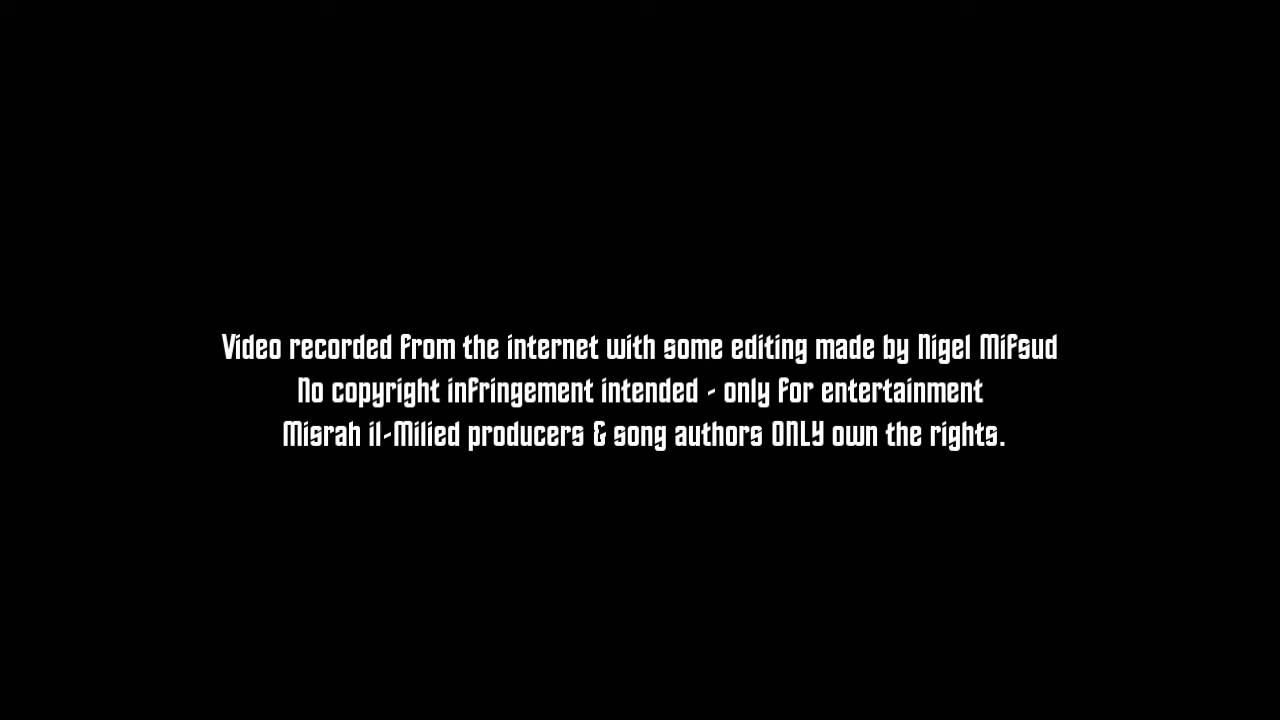 Video recorded from the internet with some editing made by Nigel Mifsud
No copyright infringement intended - only for entertainment
Misrah il-Milied producers & song authors ONLY own the rights.